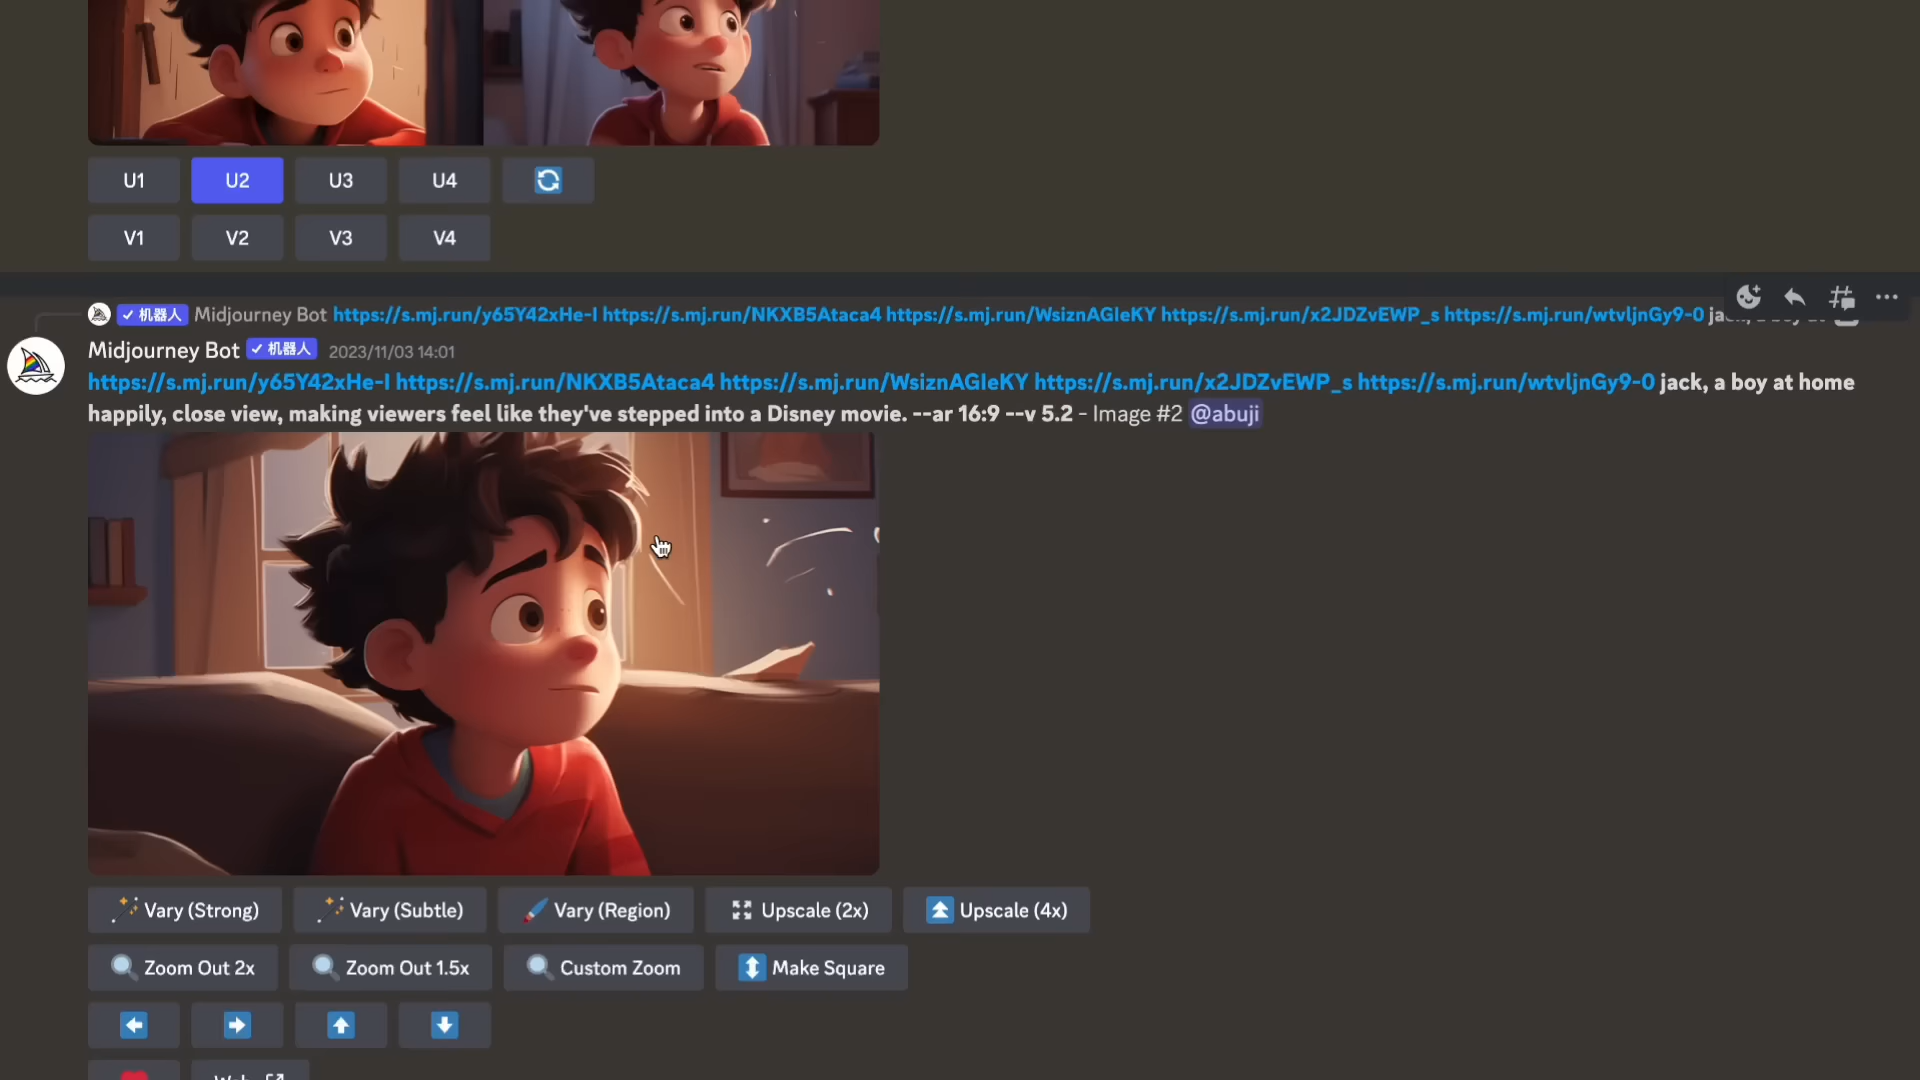 U1 U2 U3 U4
V1 V2 V3 V4
✓ 机器人 Midjourney Bot https://s.mj.run/y65Y42xHe-I https://s.mj.run/NKXB5Ataca4 https://s.mj.run/WsiznAGIeKY https://s.mj.run/x2JDZvEWP_s https://s.mj.run/wtvljnGy9-0
Midjourney Bot ✓ 机器人 2023/11/03 14:01
https://s.mj.run/y65Y42xHe-I https://s.mj.run/NKXB5Ataca4 https://s.mj.run/WsiznAGIeKY https://s.mj.run/x2JDZvEWP_s https://s.mj.run/wtvljnGy9-0 jack, a boy at home
happily, close view, making viewers feel like they've stepped into a Disney movie. --ar 16:9 --v 5.2 - Image #2 @abuji
Vary (Strong) Vary (Subtle) Vary (Region) Upscale (2x) Upscale (4x)
Zoom Out 2x Zoom Out 1.5x Custom Zoom Make Square